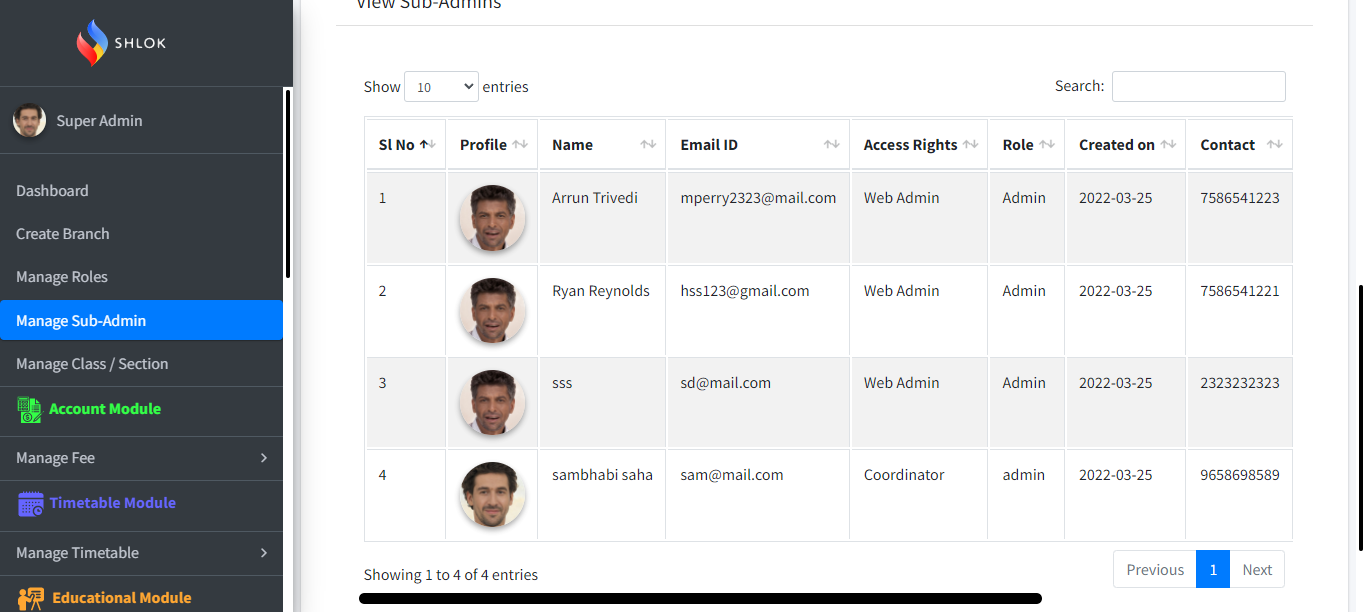 View Sub-Admins
SHLOK
Super Admin
Dashboard
Create Branch
Manage Roles
Manage Sub-Admin
Manage Class / Section
Account Module
Manage Fee
Timetable Module
Manage Timetable
Educational Module
Show 10 entries Search:
Sl No Profile Name Email ID Access Rights Role Created on Contact
1 Arrun Trivedi mperry2323@mail.com Web Admin Admin 2022-03-25 7586541223
2 Ryan Reynolds hss123@gmail.com Web Admin Admin 2022-03-25 7586541221
3 sss sd@mail.com Web Admin Admin 2022-03-25 2323232323
4 sambhabi saha sam@mail.com Coordinator admin 2022-03-25 9658698589
Showing 1 to 4 of 4 entries Previous 1 Next